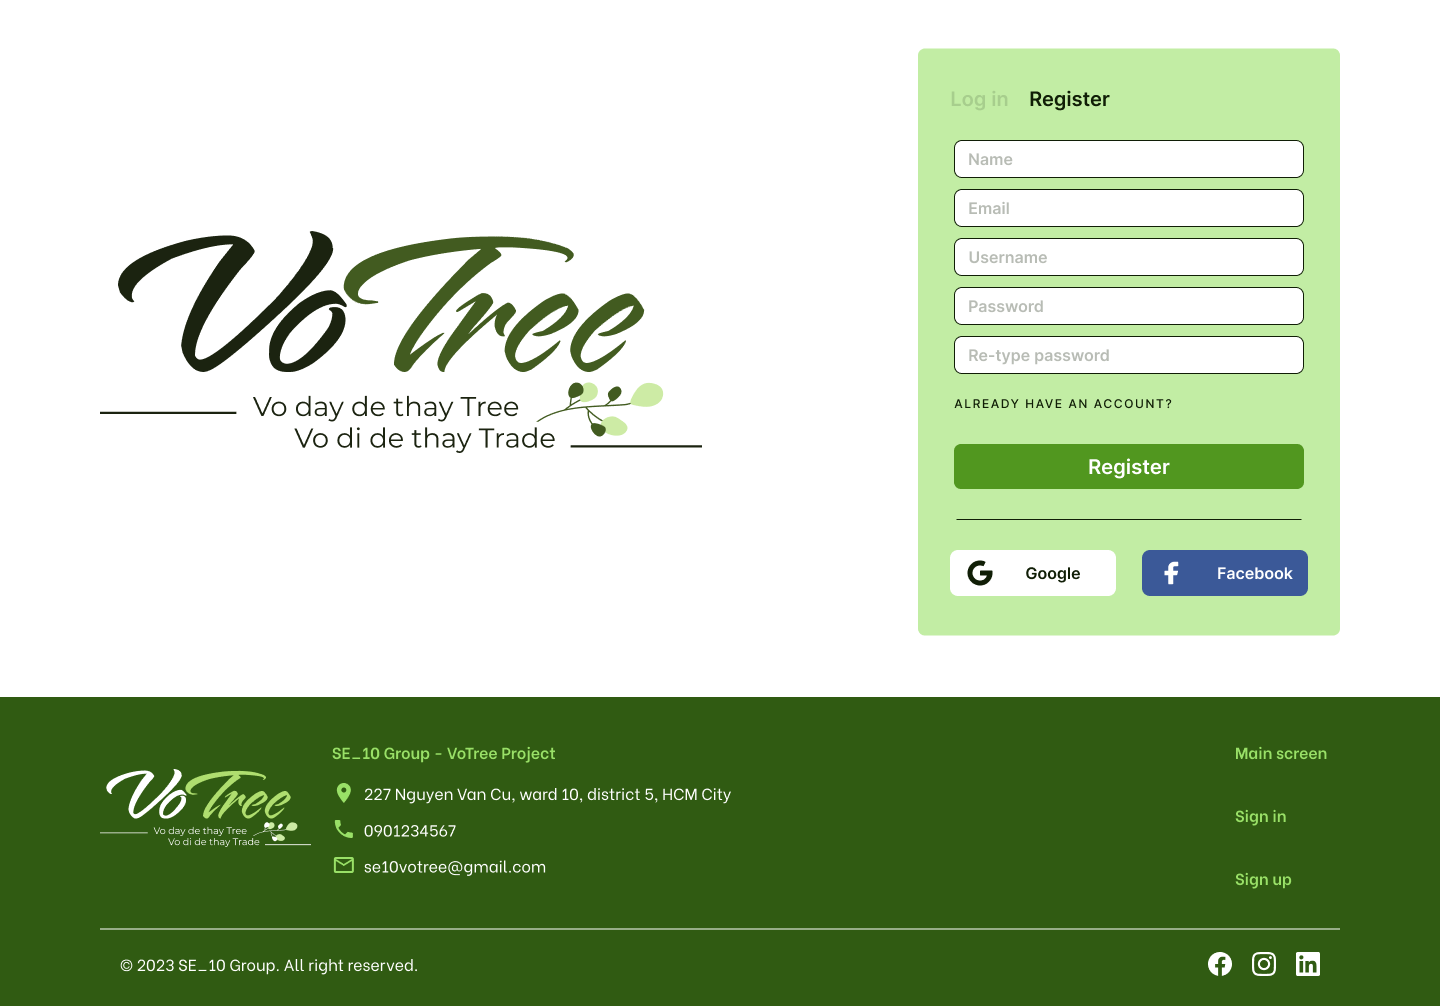 VoTree
Vo day de thay Tree
Vo di de thay Trade
Log in Register
Name
Email
Username
Password
Re-type password
ALREADY HAVE AN ACCOUNT?
Register
Google Facebook
VoTree
Vo day de thay Tree
Vo di de thay Trade
SE_10 Group - VoTree Project
227 Nguyen Van Cu, ward 10, district 5, HCM City
0901234567
se10votree@gmail.com
Main screen
Sign in
Sign up
© 2023 SE_10 Group. All right reserved.